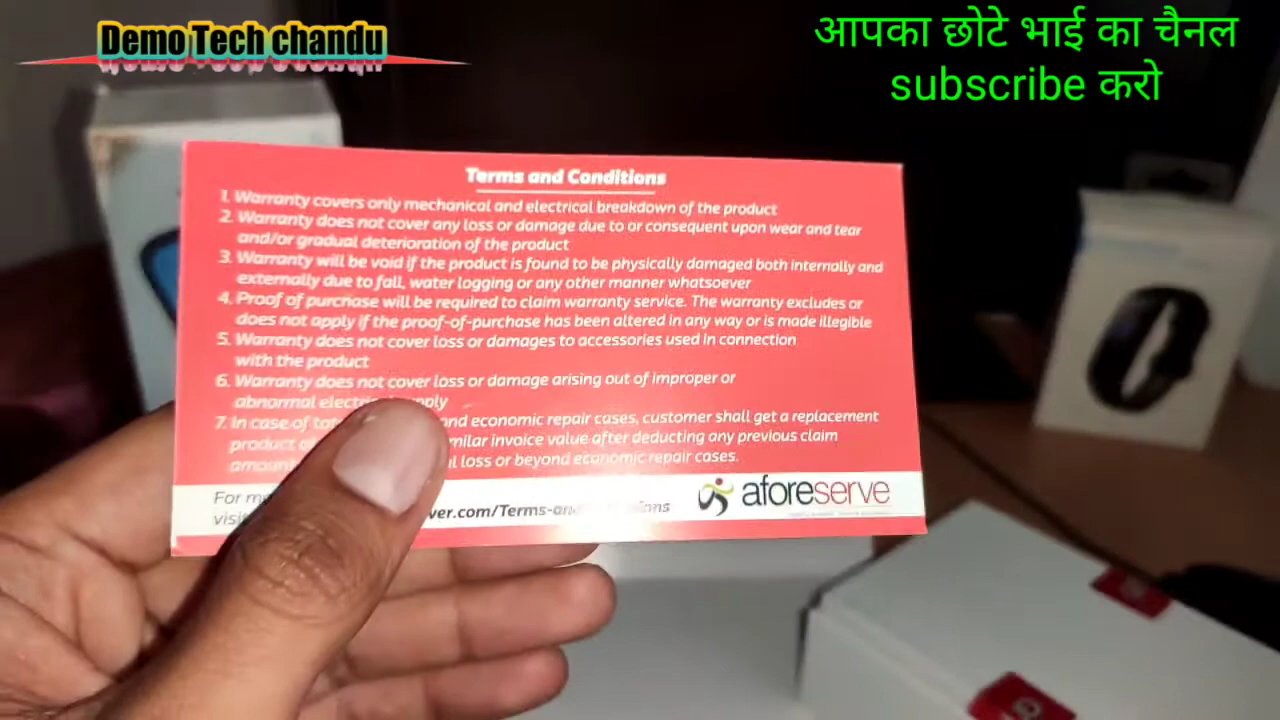 Demo Tech chandu
आपका छोटे भाई का चैनल
subscribe करो
Terms and Conditions
1. Warranty covers only mechanical and electrical breakdown of the product
2. Warranty does not cover any loss or damage due to or consequent upon wear and tear
and/or gradual deterioration of the product
3. Warranty will be void if the product is found to be physically damaged both internally and
externally due to fall, water logging or any other manner whatsoever
4. Proof of purchase will be required to claim warranty service. The warranty excludes or
does not apply if the proof-of-purchase has been altered in any way or is made illegible
5. Warranty does not cover loss or damages to accessories used in connection
with the product
6. Warranty does not cover loss or damage arising out of improper or
abnormal
7. In case of and economic repair cases, customer shall get a replacement
product invoice value after deducting any previous claim
loss or beyond economic repair cases.
For
aforeserve